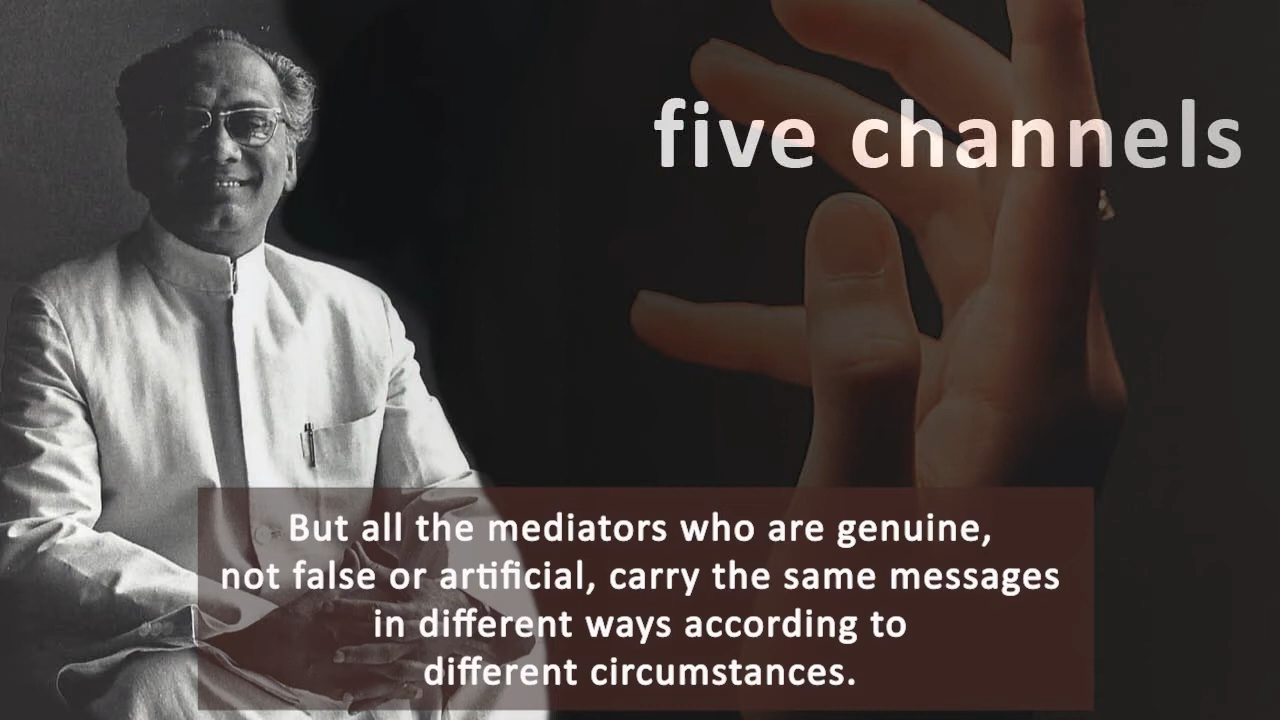 five channels
But all the mediators who are genuine,
not false or artificial, carry the same messages
in different ways according to
different circumstances.